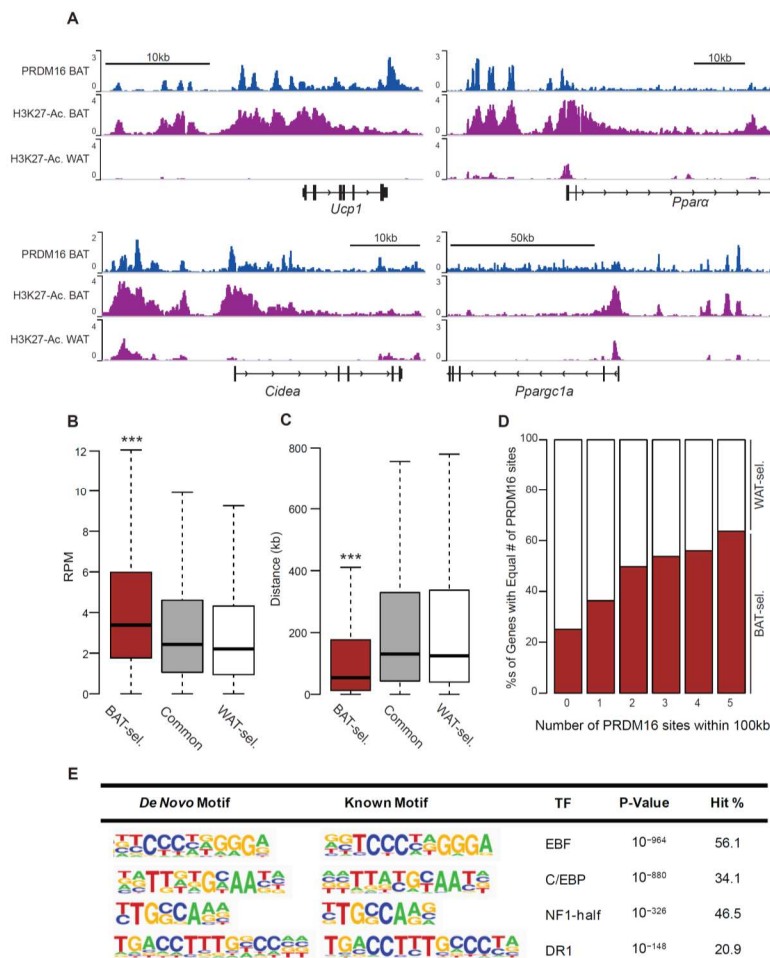 A
10kb
10kb
3
0
PRDM16 BAT
3
0
4
0
H3K27-Ac. BAT
4
0
4
0
H3K27-Ac. WAT
4
0
Ucp1
Pparα
10kb
50kb
2
0
PRDM16 BAT
2
0
4
0
H3K27-Ac. BAT
3
0
4
0
H3K27-Ac. WAT
3
0
Cidea
Ppargc1a
B
RPM
12
10
8
6
4
2
0
***
BAT-sel.
Common
WAT-sel.
C
Distance (kb)
800
600
400
200
0
***
BAT-sel.
Common
WAT-sel.
D
%s of Genes with Equal # of PRDM16 sites
100
80
60
40
20
0
WAT-sel.
BAT-sel.
0 1 2 3 4 5
Number of PRDM16 sites within 100kb
E
De Novo Motif Known Motif TF P-Value Hit %
EBF 10⁻⁹⁶⁴ 56.1
C/EBP 10⁻⁸⁸⁰ 34.1
NF1-half 10⁻³²⁶ 46.5
DR1 10⁻¹⁴⁸ 20.9